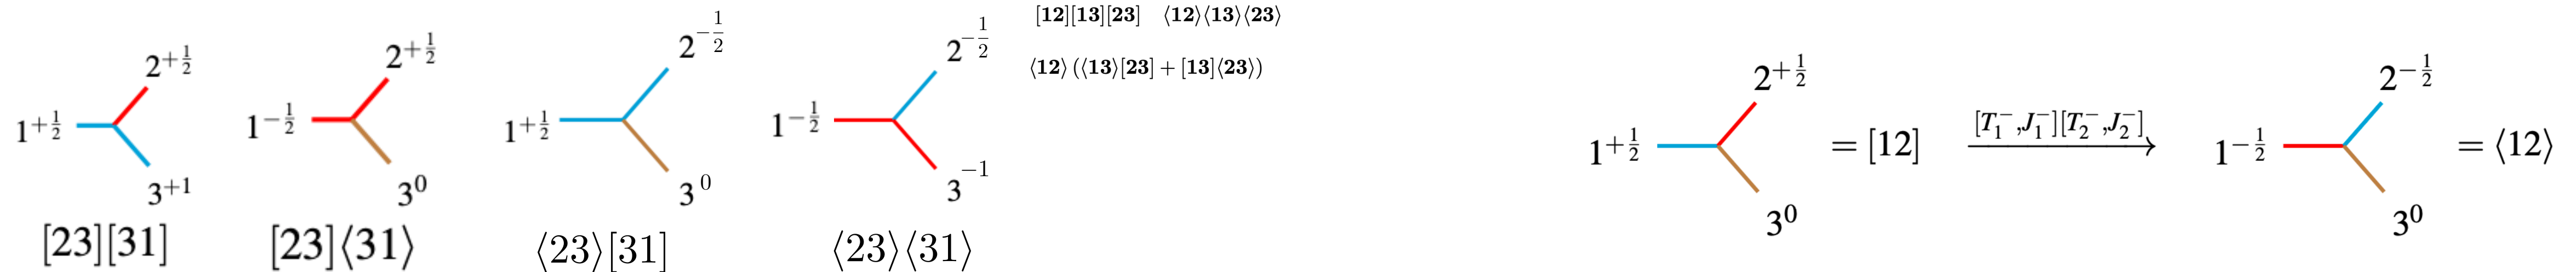 1^{+\frac{1}{2}} 2^{+\frac{1}{2}} 3^{+1}
[23][31]
1^{-\frac{1}{2}} 2^{+\frac{1}{2}} 3^{0}
[23]⟨31⟩
1^{+\frac{1}{2}} 2^{-\frac{1}{2}} 3^{0}
⟨23⟩[31]
1^{-\frac{1}{2}} 2^{-\frac{1}{2}} 3^{-1}
⟨23⟩⟨31⟩
[12][13][23] ⟨12⟩⟨13⟩⟨23⟩
⟨12⟩ (⟨13⟩[23] + [13]⟨23⟩)
1^{+\frac{1}{2}} 2^{+\frac{1}{2}} 3^{0} = [12]
[T_1^-, J_1^-][T_2^-, J_2^-]
1^{-\frac{1}{2}} 2^{-\frac{1}{2}} 3^{0} = ⟨12⟩